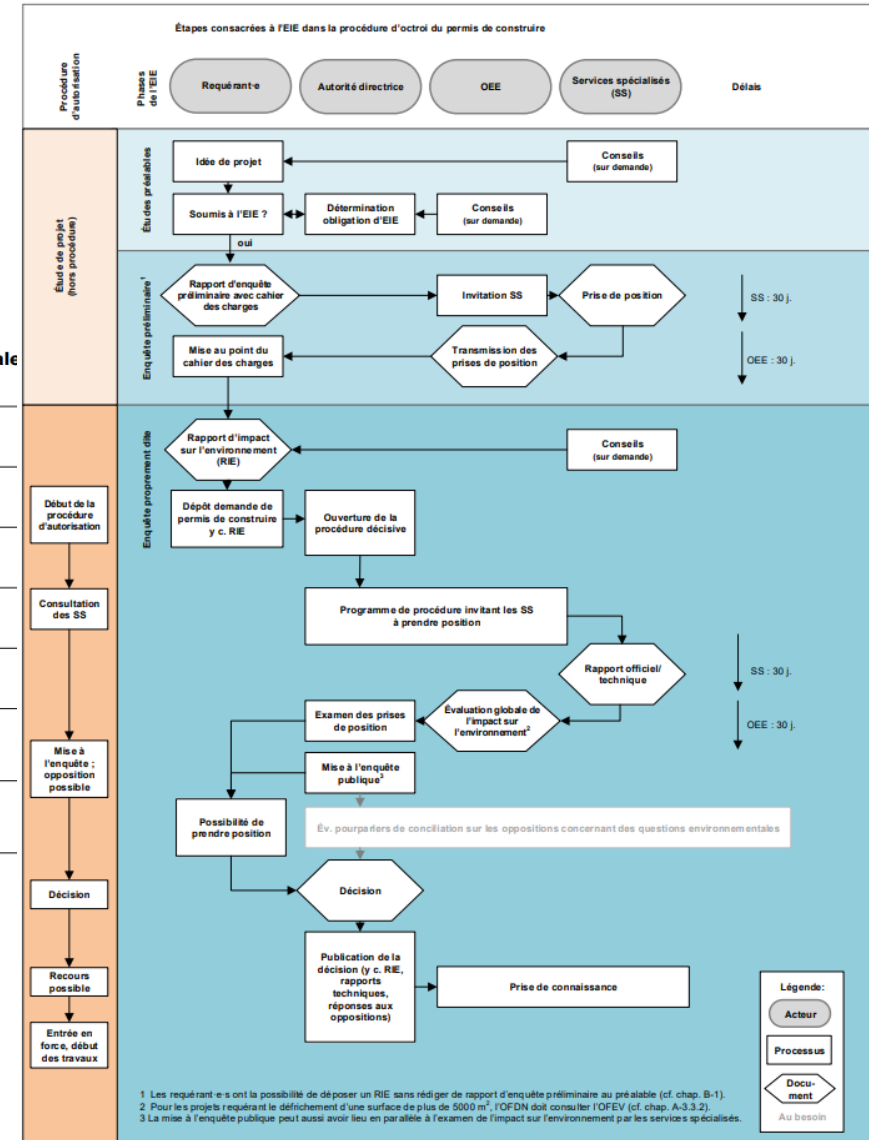 Étapes consacrées à l'EIE dans la procédure d'octroi du permis de construire
Procédure
d'autorisation
Phases
de l'EIE
Requérant·e
Autorité directrice
OEE
Services spécialisés
(SS)
Délais
Étude de projet
(hors procédure)
Études préalables
Idée de projet
Conseils
(sur demande)
Soumis à l'EIE ?
Détermination
obligation d'EIE
Conseils
(sur demande)
oui
Enquête préliminaire¹
Rapport d'enquête
préliminaire avec cahier
des charges
Invitation SS
Prise de position
SS : 30 j.
Mise au point du
cahier des charges
Transmission des
prises de position
OEE : 30 j.
Enquête proprement dite
Rapport d'impact
sur l'environnement
(RIE)
Conseils
(sur demande)
Début de la
procédure
d'autorisation
Dépôt demande de
permis de construire
y c. RIE
Ouverture de la
procédure décisive
Consultation
des SS
Programme de procédure invitant les SS
à prendre position
Rapport officiel/
technique
SS : 30 j.
Examen des prises
de position
Évaluation globale de
l'impact sur
l'environnement²
OEE : 30 j.
Mise à
l'enquête ;
opposition
possible
Mise à l'enquête
publique³
Possibilité de
prendre position
Év. pourparlers de conciliation sur les oppositions concernant des questions environnementales
Décision
Décision
Recours
possible
Publication de la
décision (y c. RIE,
rapports
techniques,
réponses aux
oppositions)
Prise de connaissance
Entrée en
force, début
des travaux
Légende:
Acteur
Processus
Docu-
ment
Au besoin
1 Les requérant·e·s ont la possibilité de déposer un RIE sans rédiger de rapport d'enquête préliminaire au préalable (cf. chap. B-1).
2 Pour les projets requérant le défrichement d'une surface de plus de 5000 m², l'OFDN doit consulter l'OFEV (cf. chap. A-3.3.2).
3 La mise à l'enquête publique peut aussi avoir lieu en parallèle à l'examen de l'impact sur l'environnement par les services spécialisés.